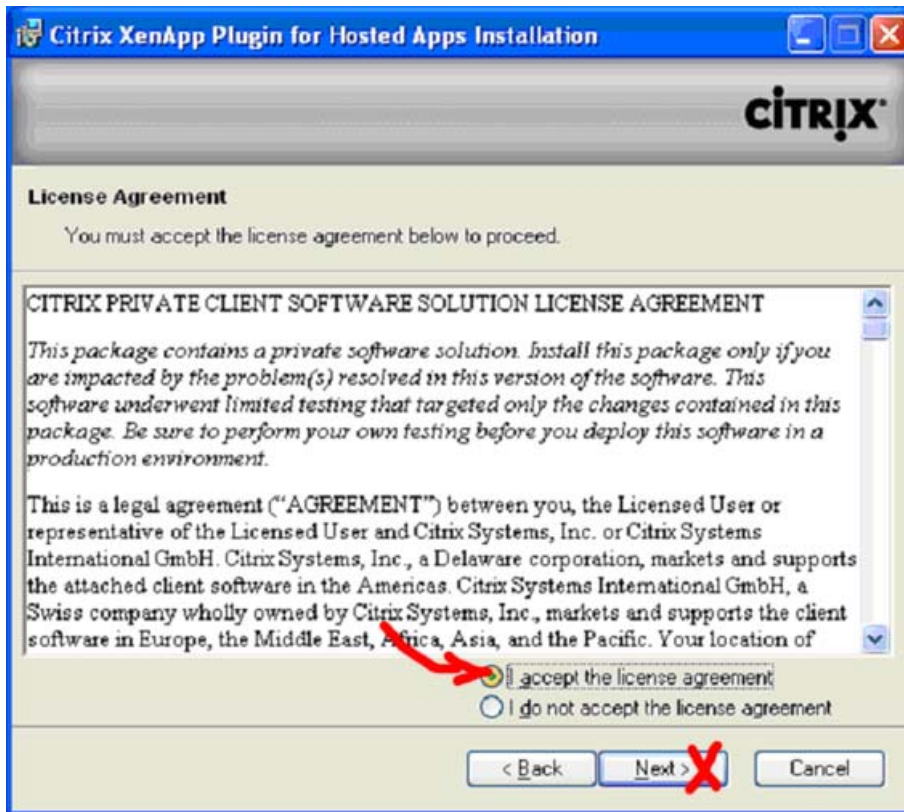 Citrix XenApp Plugin for Hosted Apps Installation
CİTRİX
License Agreement
You must accept the license agreement below to proceed.
CITRIX PRIVATE CLIENT SOFTWARE SOLUTION LICENSE AGREEMENT
This package contains a private software solution. Install this package only if you
are impacted by the problem(s) resolved in this version of the software. This
software underwent limited testing that targeted only the changes contained in this
package. Be sure to perform your own testing before you deploy this software in a
production environment.
This is a legal agreement (“AGREEMENT”) between you, the Licensed User or
representative of the Licensed User and Citrix Systems, Inc. or Citrix Systems
International GmbH. Citrix Systems, Inc., a Delaware corporation, markets and supports
the attached client software in the Americas. Citrix Systems International GmbH, a
Swiss company wholly owned by Citrix Systems, Inc., markets and supports the client
software in Europe, the Middle East, Africa, Asia, and the Pacific. Your location of
I accept the license agreement
I do not accept the license agreement
< Back
Next >
Cancel